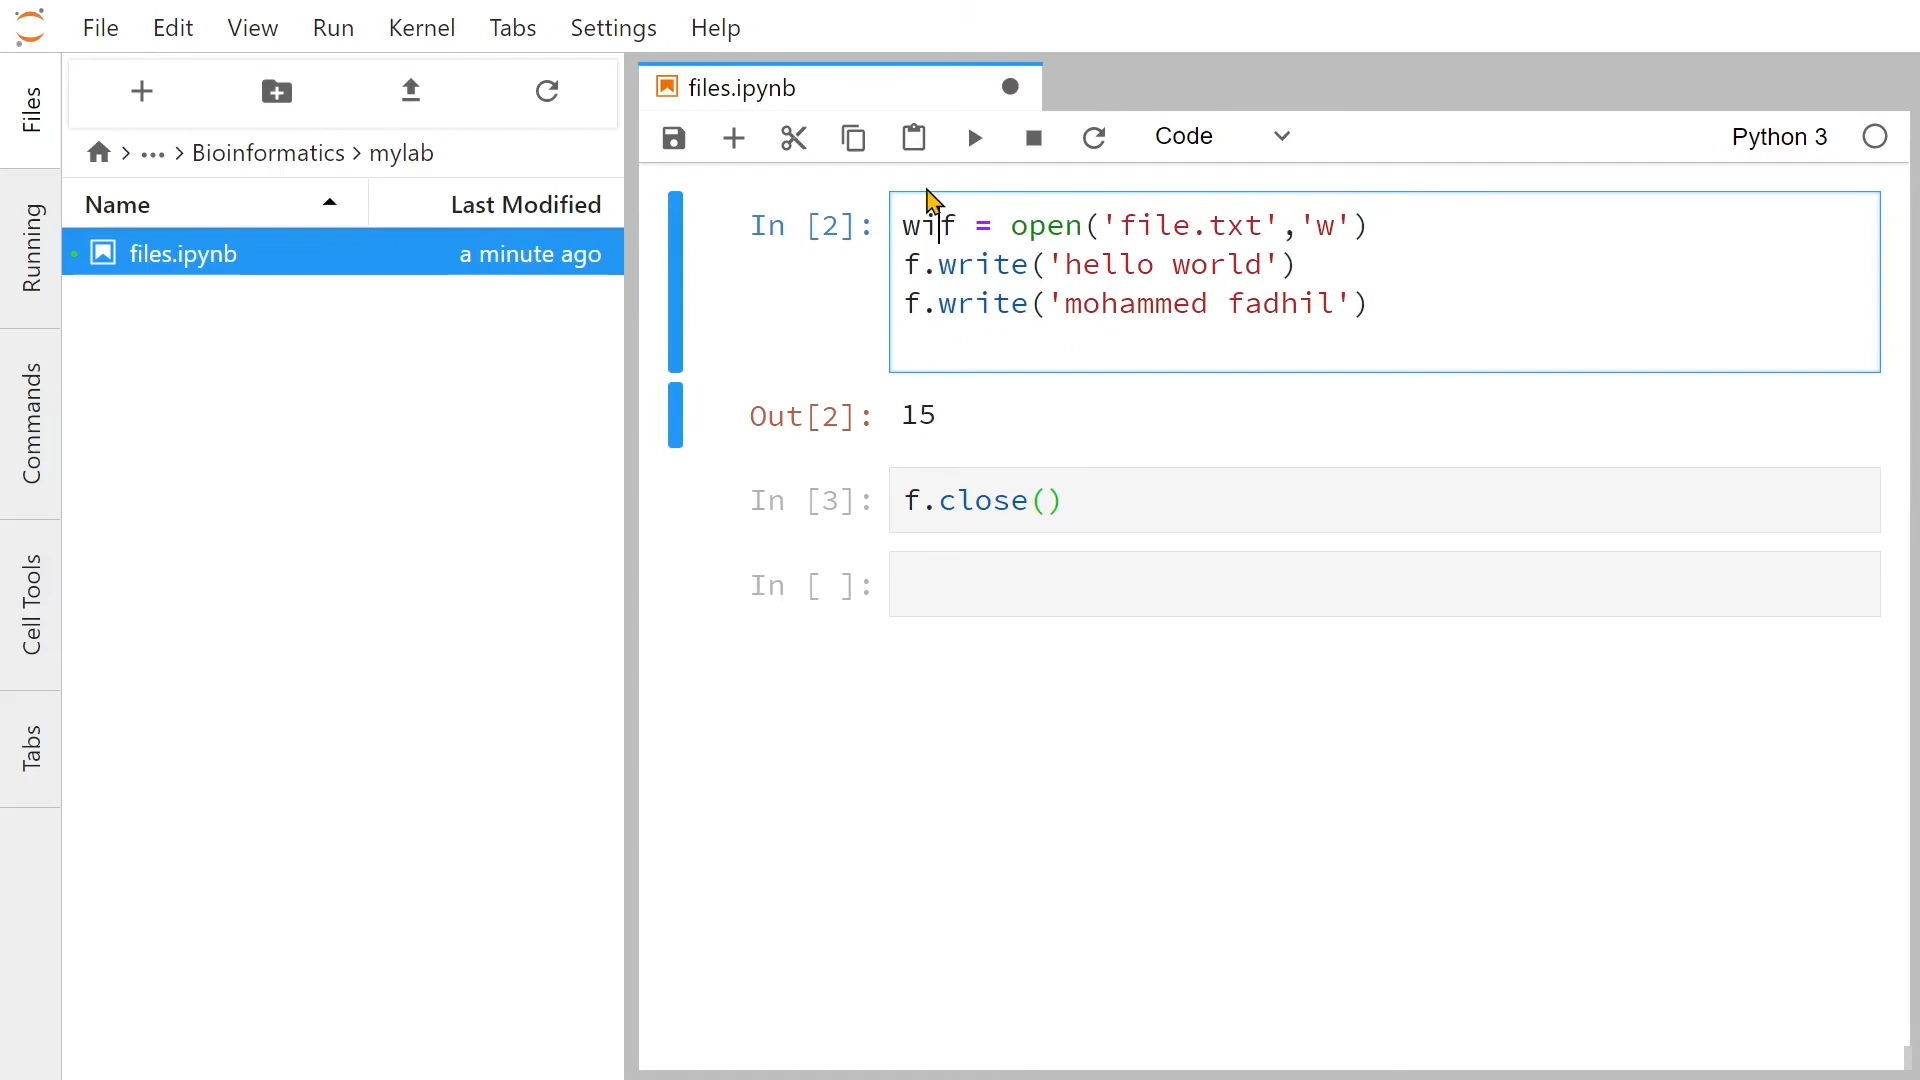 File Edit View Run Kernel Tabs Settings Help
Files
Running
Commands
Cell Tools
Tabs
Bioinformatics > mylab
Name Last Modified
files.ipynb a minute ago
files.ipynb
Code Python 3
In [2]: wif = open('file.txt','w')
f.write('hello world')
f.write('mohammed fadhil')
Out[2]: 15
In [3]: f.close()
In [ ]: